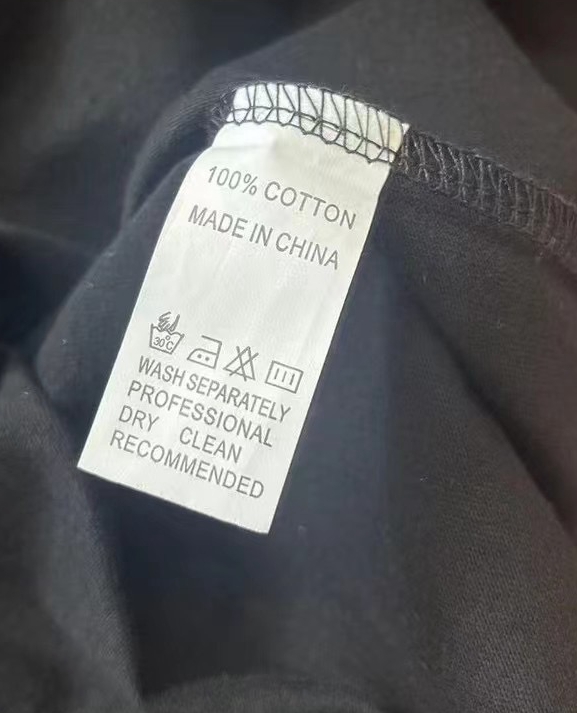 100% COTTON
MADE IN CHINA
30°C
WASH SEPARATELY
PROFESSIONAL
DRY CLEAN
RECOMMENDED